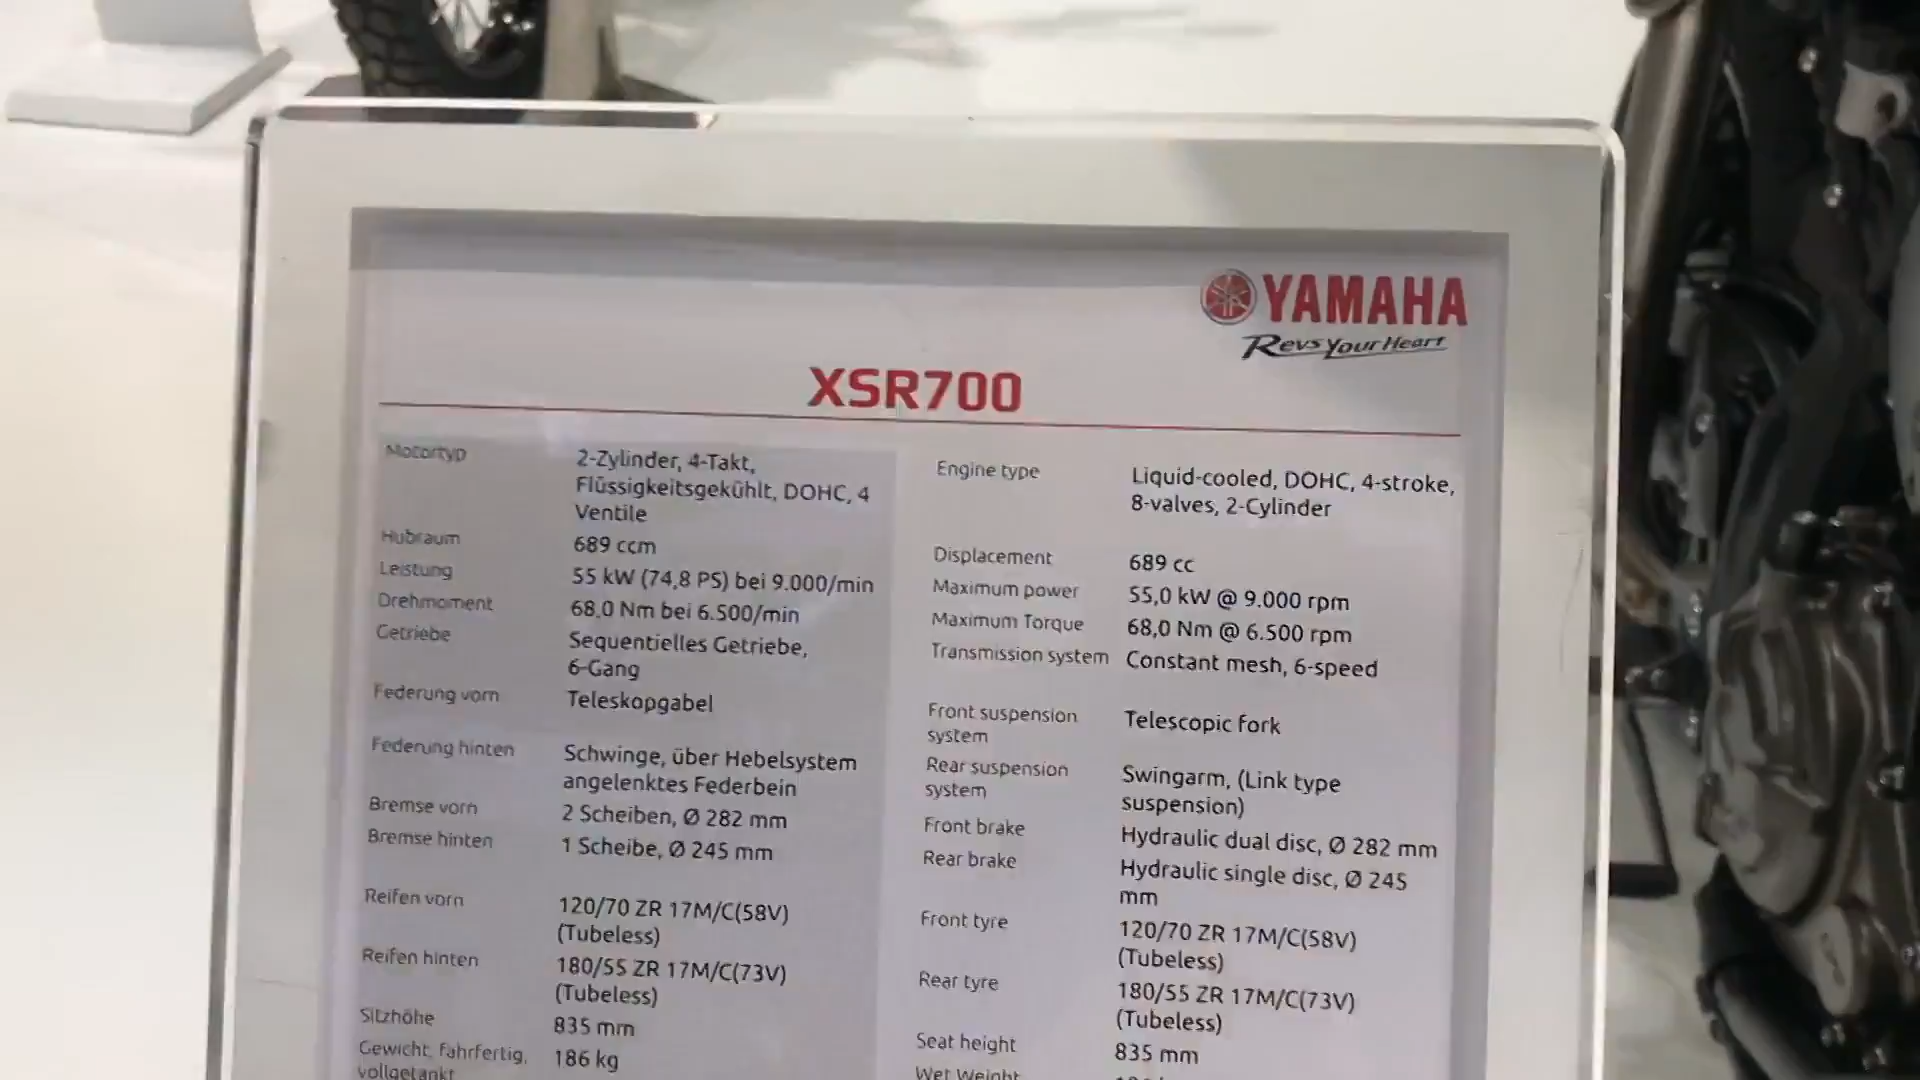 YAMAHA
Revs Your Heart
XSR700
Motortyp
2-Zylinder, 4-Takt,
Flüssigkeitsgekühlt, DOHC, 4
Ventile
Hubraum
689 ccm
Leistung
55 kW (74,8 PS) bei 9.000/min
Drehmoment
68,0 Nm bei 6.500/min
Getriebe
Sequentielles Getriebe,
6-Gang
Federung vorn
Teleskopgabel
Federung hinten
Schwinge, über Hebelsystem
angelenktes Federbein
Bremse vorn
2 Scheiben, Ø 282 mm
Bremse hinten
1 Scheibe, Ø 245 mm
Reifen vorn
120/70 ZR 17M/C(58V)
(Tubeless)
Reifen hinten
180/55 ZR 17M/C(73V)
(Tubeless)
Sitzhöhe
835 mm
Gewicht, fahrfertig,
vollgetankt
186 kg
Engine type
Liquid-cooled, DOHC, 4-stroke,
8-valves, 2-Cylinder
Displacement
689 cc
Maximum power
55,0 kW @ 9.000 rpm
Maximum Torque
68,0 Nm @ 6.500 rpm
Transmission system
Constant mesh, 6-speed
Front suspension
system
Telescopic fork
Rear suspension
system
Swingarm, (Link type
suspension)
Front brake
Hydraulic dual disc, Ø 282 mm
Rear brake
Hydraulic single disc, Ø 245
mm
Front tyre
120/70 ZR 17M/C(58V)
(Tubeless)
Rear tyre
180/55 ZR 17M/C(73V)
(Tubeless)
Seat height
835 mm
Wet Weight